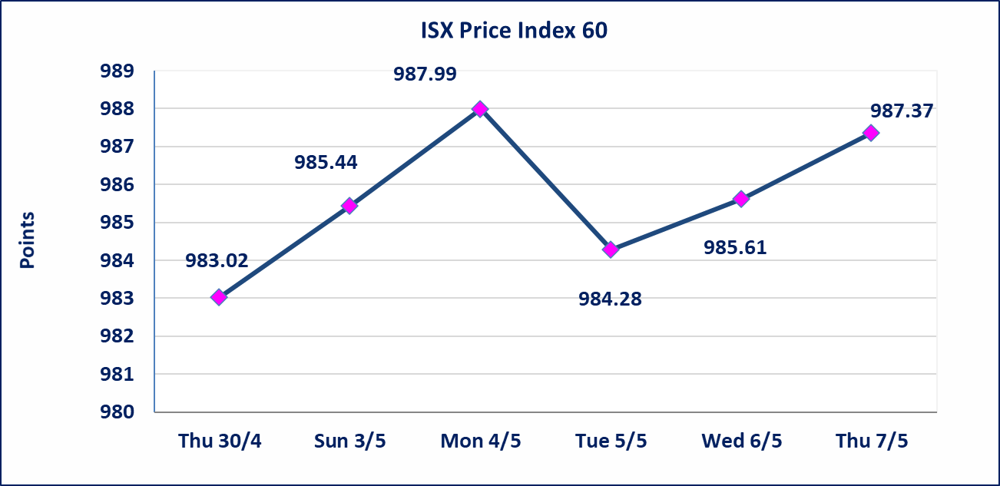 ISX Price Index 60
Points
989
988
987
986
985
984
983
982
981
980
983.02
985.44
987.99
984.28
985.61
987.37
Thu 30/4
Sun 3/5
Mon 4/5
Tue 5/5
Wed 6/5
Thu 7/5